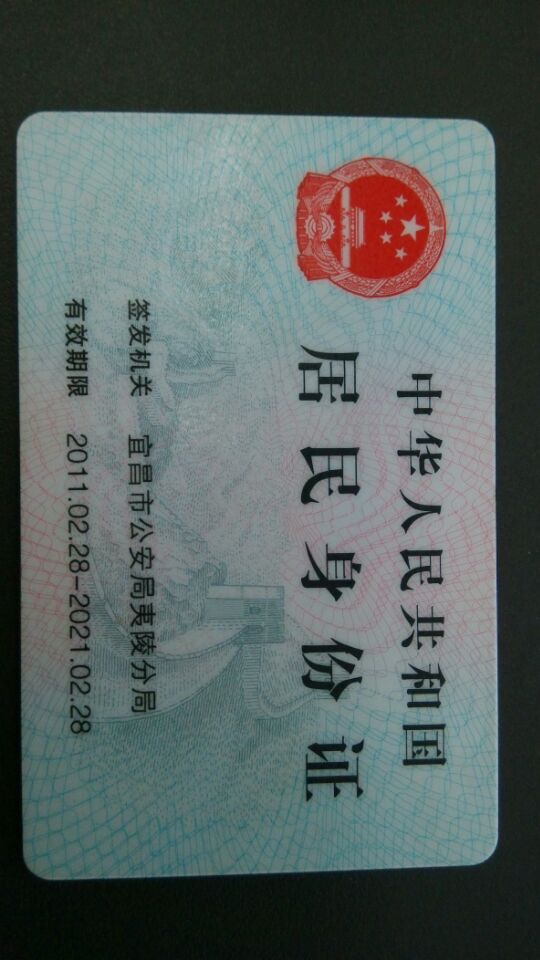 中华人民共和国
居民身份证
签发机关 宜昌市公安局夷陵分局
有效期限 2011.02.28-2021.02.28